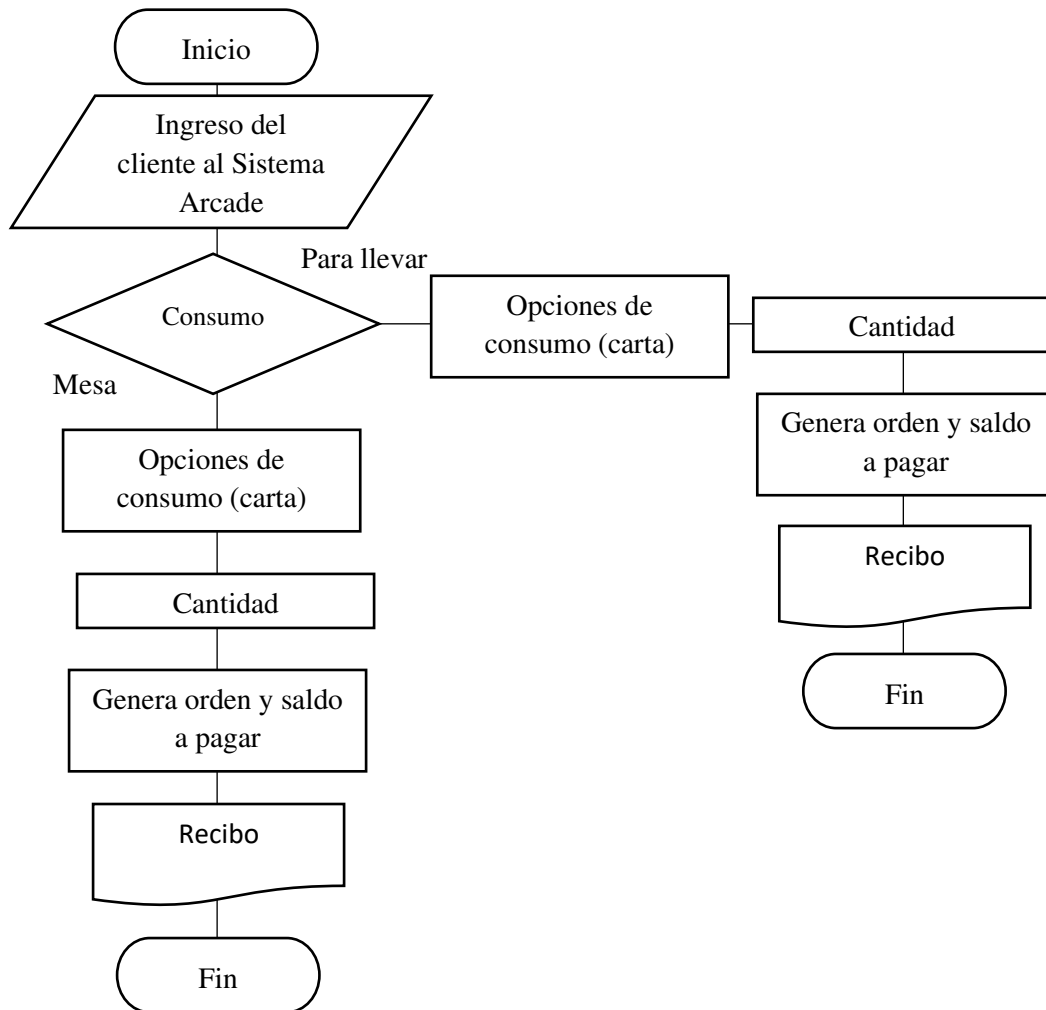 Inicio
Ingreso del
cliente al Sistema
Arcade
Consumo
Para llevar
Opciones de
consumo (carta)
Cantidad
Genera orden y saldo
a pagar
Recibo
Fin
Mesa
Opciones de
consumo (carta)
Cantidad
Genera orden y saldo
a pagar
Recibo
Fin